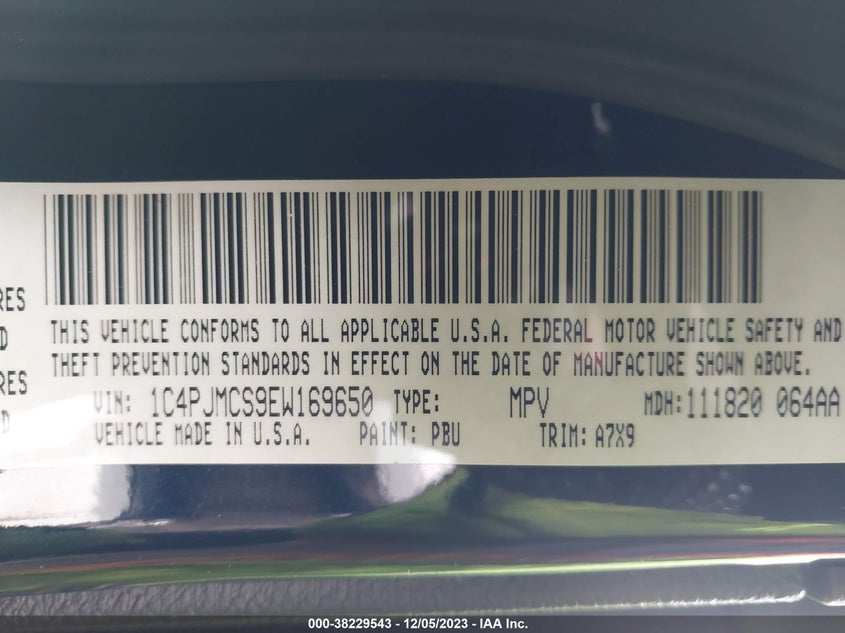 RES
THIS VEHICLE CONFORMS TO ALL APPLICABLE U.S.A. FEDERAL MOTOR VEHICLE SAFETY AND
D
THEFT PREVENTION STANDARDS IN EFFECT ON THE DATE OF MANUFACTURE SHOWN ABOVE.
RES
VIN: 1C4PJMCS9EW169650 TYPE: MPV MDH:111820 064AA
D
VEHICLE MADE IN U.S.A. PAINT: PBU TRIM: A7X9
000-38229543 - 12/05/2023 - IAA Inc.